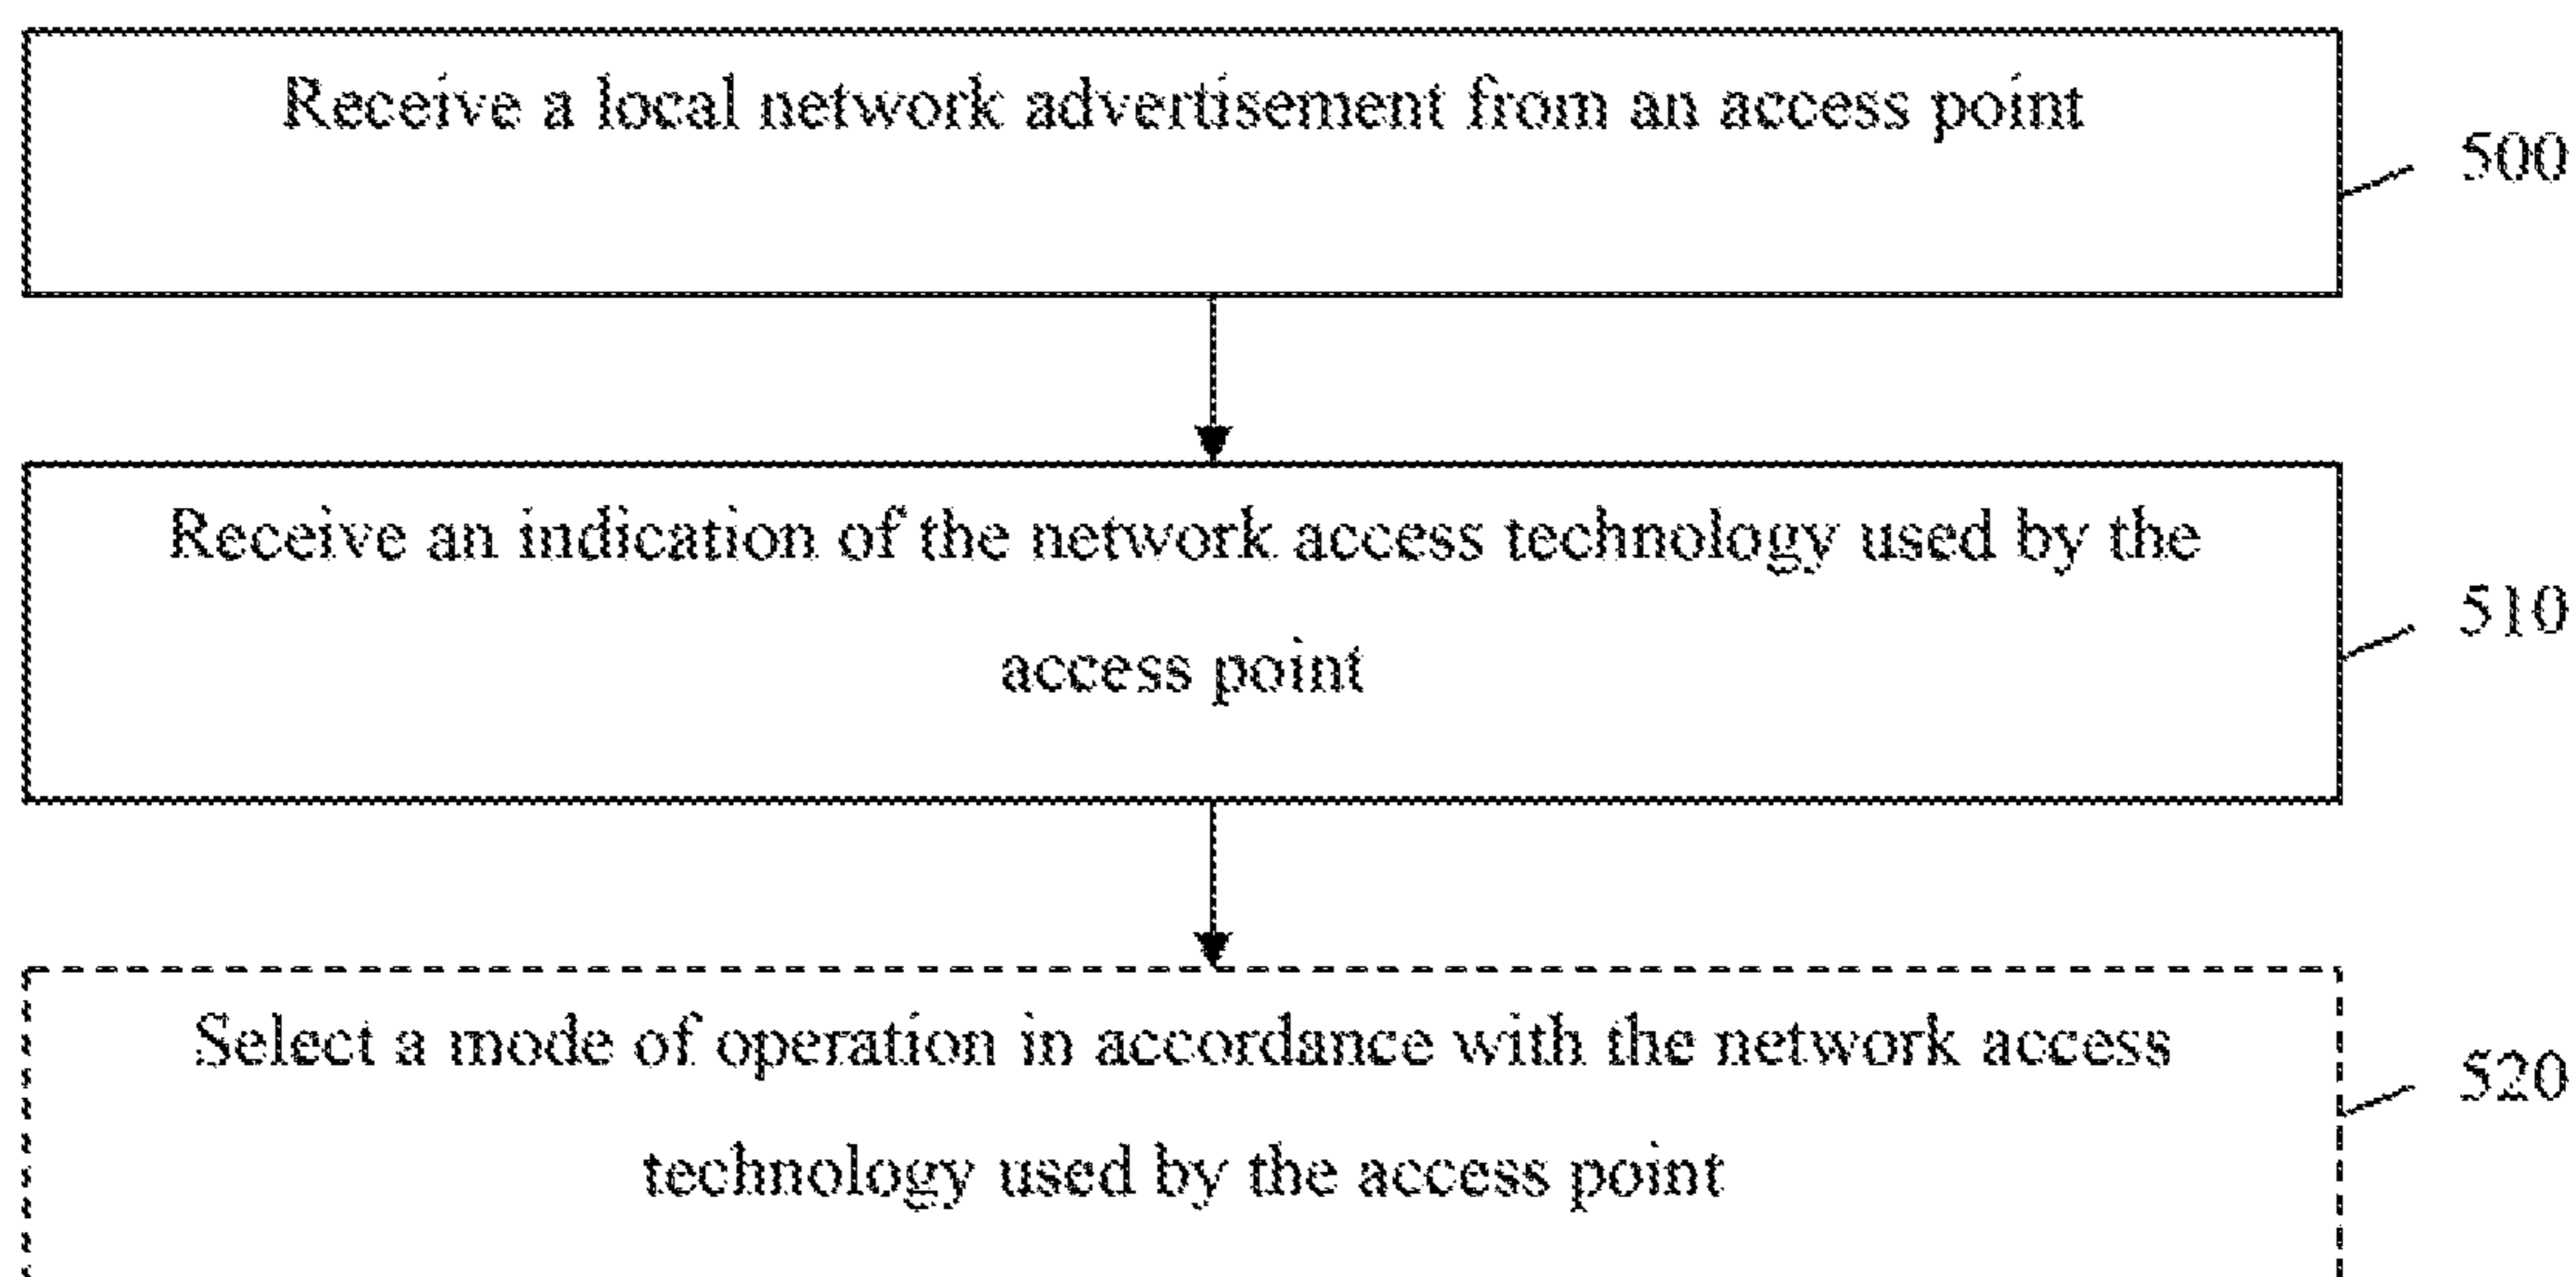 Receive a local network advertisement from an access point
500
Receive an indication of the network access technology used by the
access point
510
Select a mode of operation in accordance with the network access
technology used by the access point
520